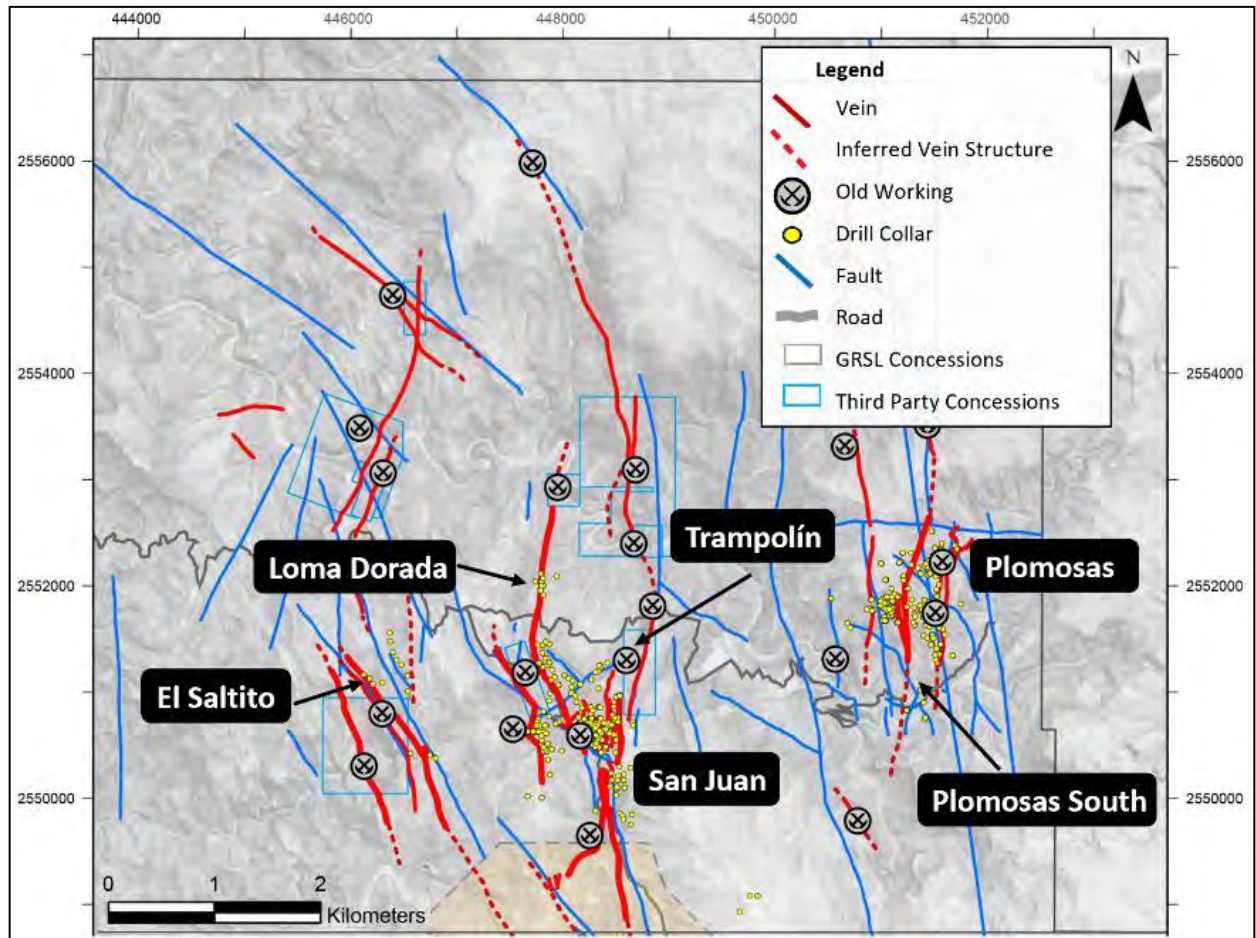 444000 446000 448000 450000 452000
Legend
N
Vein
Inferred Vein Structure
Old Working
Drill Collar
Fault
Road
GRSL Concessions
Third Party Concessions
2556000
2556000
2554000
2554000
Trampolín
Loma Dorada
Plomosas
2552000
2552000
El Saltito
San Juan
Plomosas South
2550000
2550000
0 1 2
Kilometers